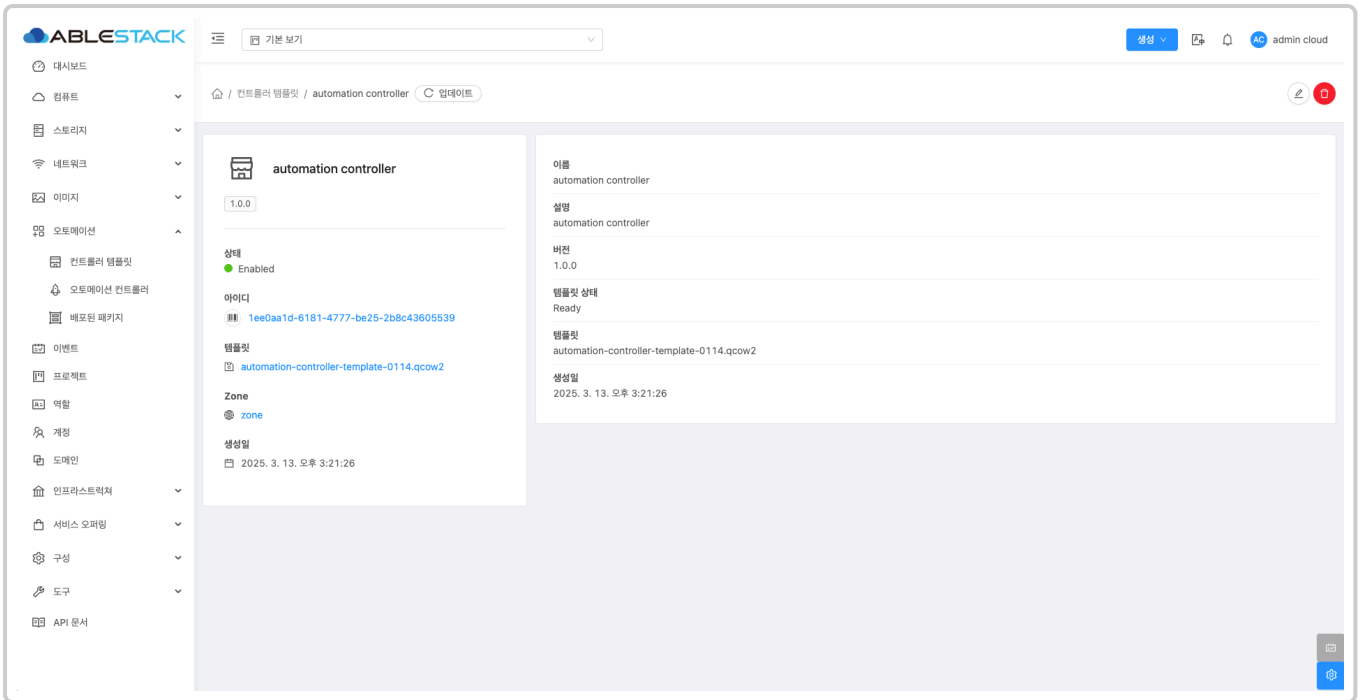 ABLESTACK
기본 보기
생성
AC
admin cloud
대시보드
컴퓨트
스토리지
네트워크
이미지
오토메이션
컨트롤러 템플릿
오토메이션 컨트롤러
배포된 패키지
이벤트
프로젝트
역할
계정
도메인
인프라스트럭쳐
서비스 오퍼링
구성
도구
API 문서
/ 컨트롤러 템플릿 / automation controller
업데이트
automation controller
1.0.0
상태
Enabled
아이디
1ee0aa1d-6181-4777-be25-2b8c43605539
템플릿
automation-controller-template-0114.qcow2
Zone
zone
생성일
2025. 3. 13. 오후 3:21:26
이름
automation controller
설명
automation controller
버전
1.0.0
템플릿 상태
Ready
템플릿
automation-controller-template-0114.qcow2
생성일
2025. 3. 13. 오후 3:21:26